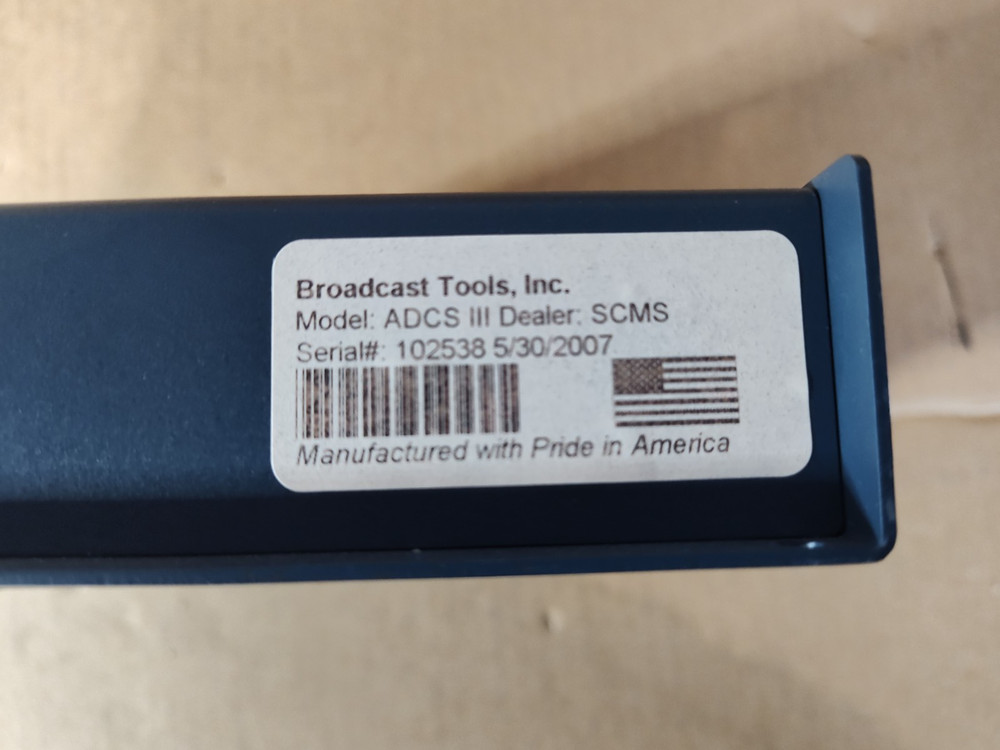 Broadcast Tools, Inc.
Model: ADCS III Dealer: SCMS
Serial#: 102538 5/30/2007
Manufactured with Pride in America